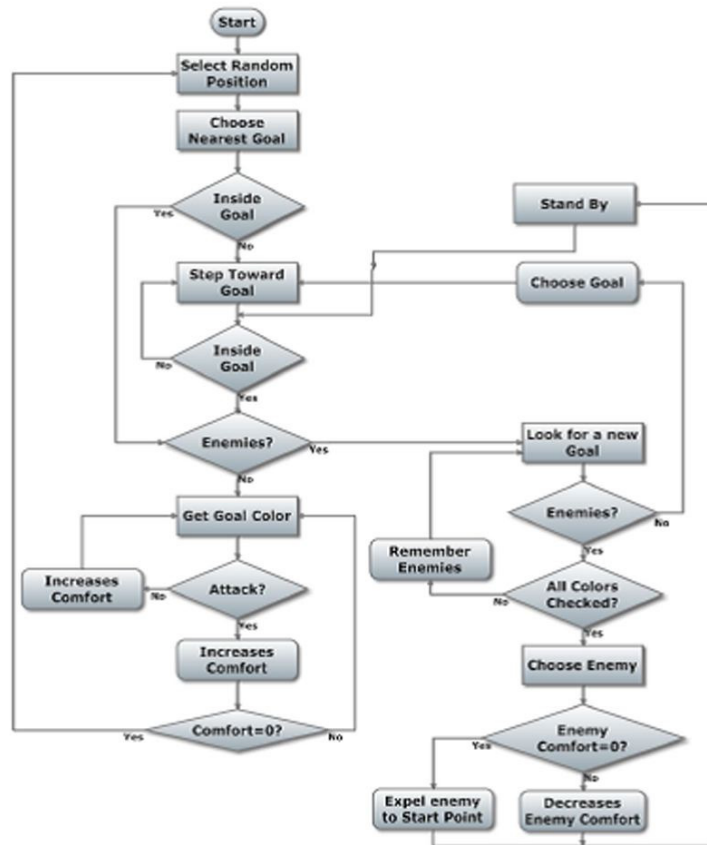 Start
Select Random
Position
Choose
Nearest Goal
Inside
Goal
Yes
No
Stand By
Step Toward
Goal
Choose Goal
Inside
Goal
No
Yes
Enemies?
Yes
No
Look for a new
Goal
Get Goal Color
Enemies?
No
Yes
Remember
Enemies
Increases
Comfort
No
Attack?
Yes
All Colors
Checked?
No
Yes
Increases
Comfort
Choose Enemy
Comfort=0?
Yes
No
Enemy
Comfort=0?
Yes
No
Expel enemy
to Start Point
Decreases
Enemy Comfort